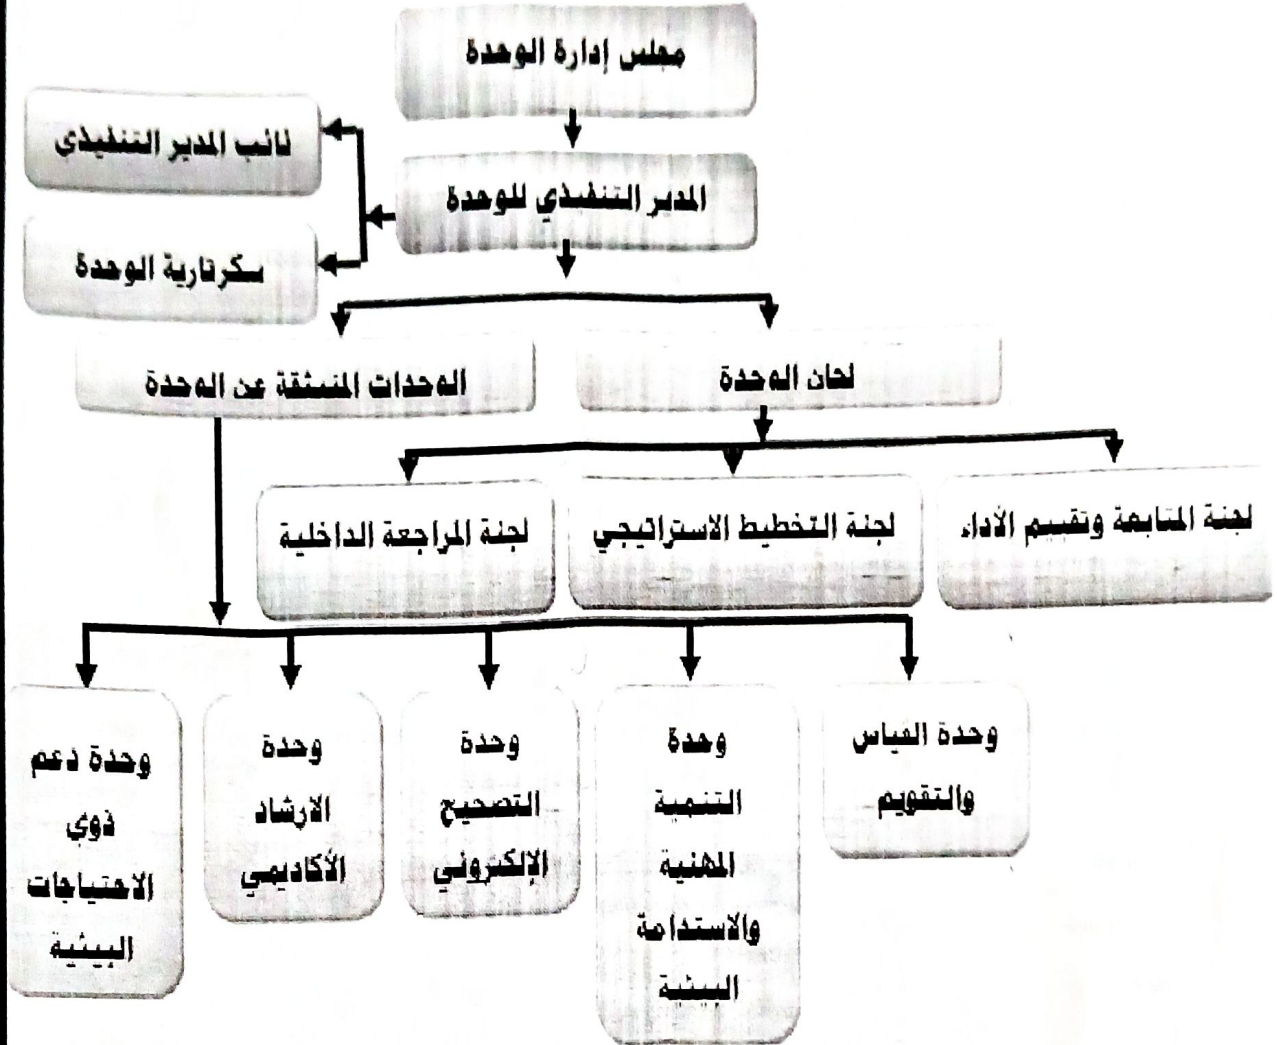 مجلس إدارة الوحدة
المدير التنفيذي للوحدة
نائب المدير التنفيذي
سكرتارية الوحدة
لجان الوحدة
الوحدات المنبثقة عن الوحدة
لجنة المتابعة وتقييم الأداء
لجنة التخطيط الاستراتيجي
لجنة المراجعة الداخلية
وحدة القياس
والتقويم
وحدة
التنمية
المهنية
والاستدامة
البيئية
وحدة
التصحيح
الإلكتروني
وحدة
الارشاد
الأكاديمي
وحدة دعم
ذوي
الاحتياجات
البيئية